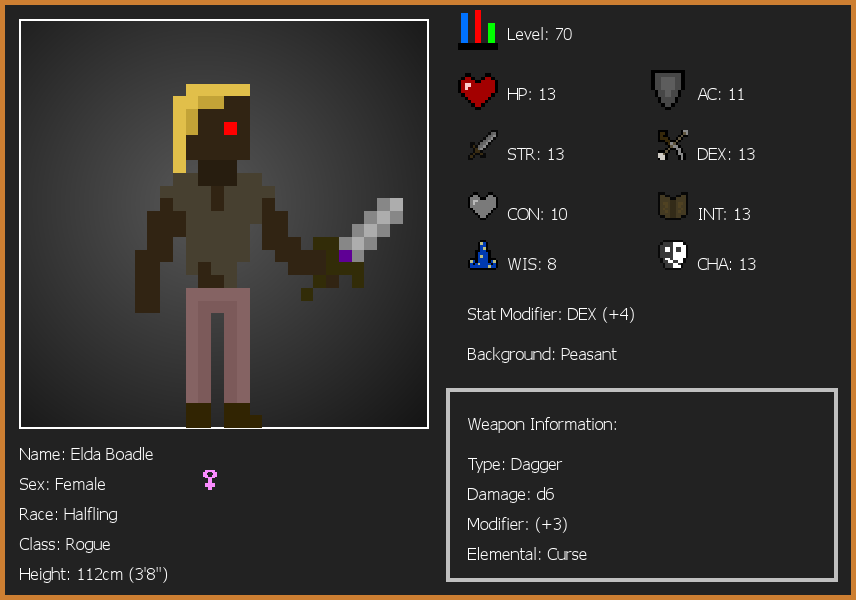 Level: 70
HP: 13
AC: 11
STR: 13
DEX: 13
CON: 10
INT: 13
WIS: 8
CHA: 13
Stat Modifier: DEX (+4)
Background: Peasant
Weapon Information:
Type: Dagger
Damage: d6
Modifier: (+3)
Elemental: Curse
Name: Elda Boadle
Sex: Female
Race: Halfling
Class: Rogue
Height: 112cm (3'8")